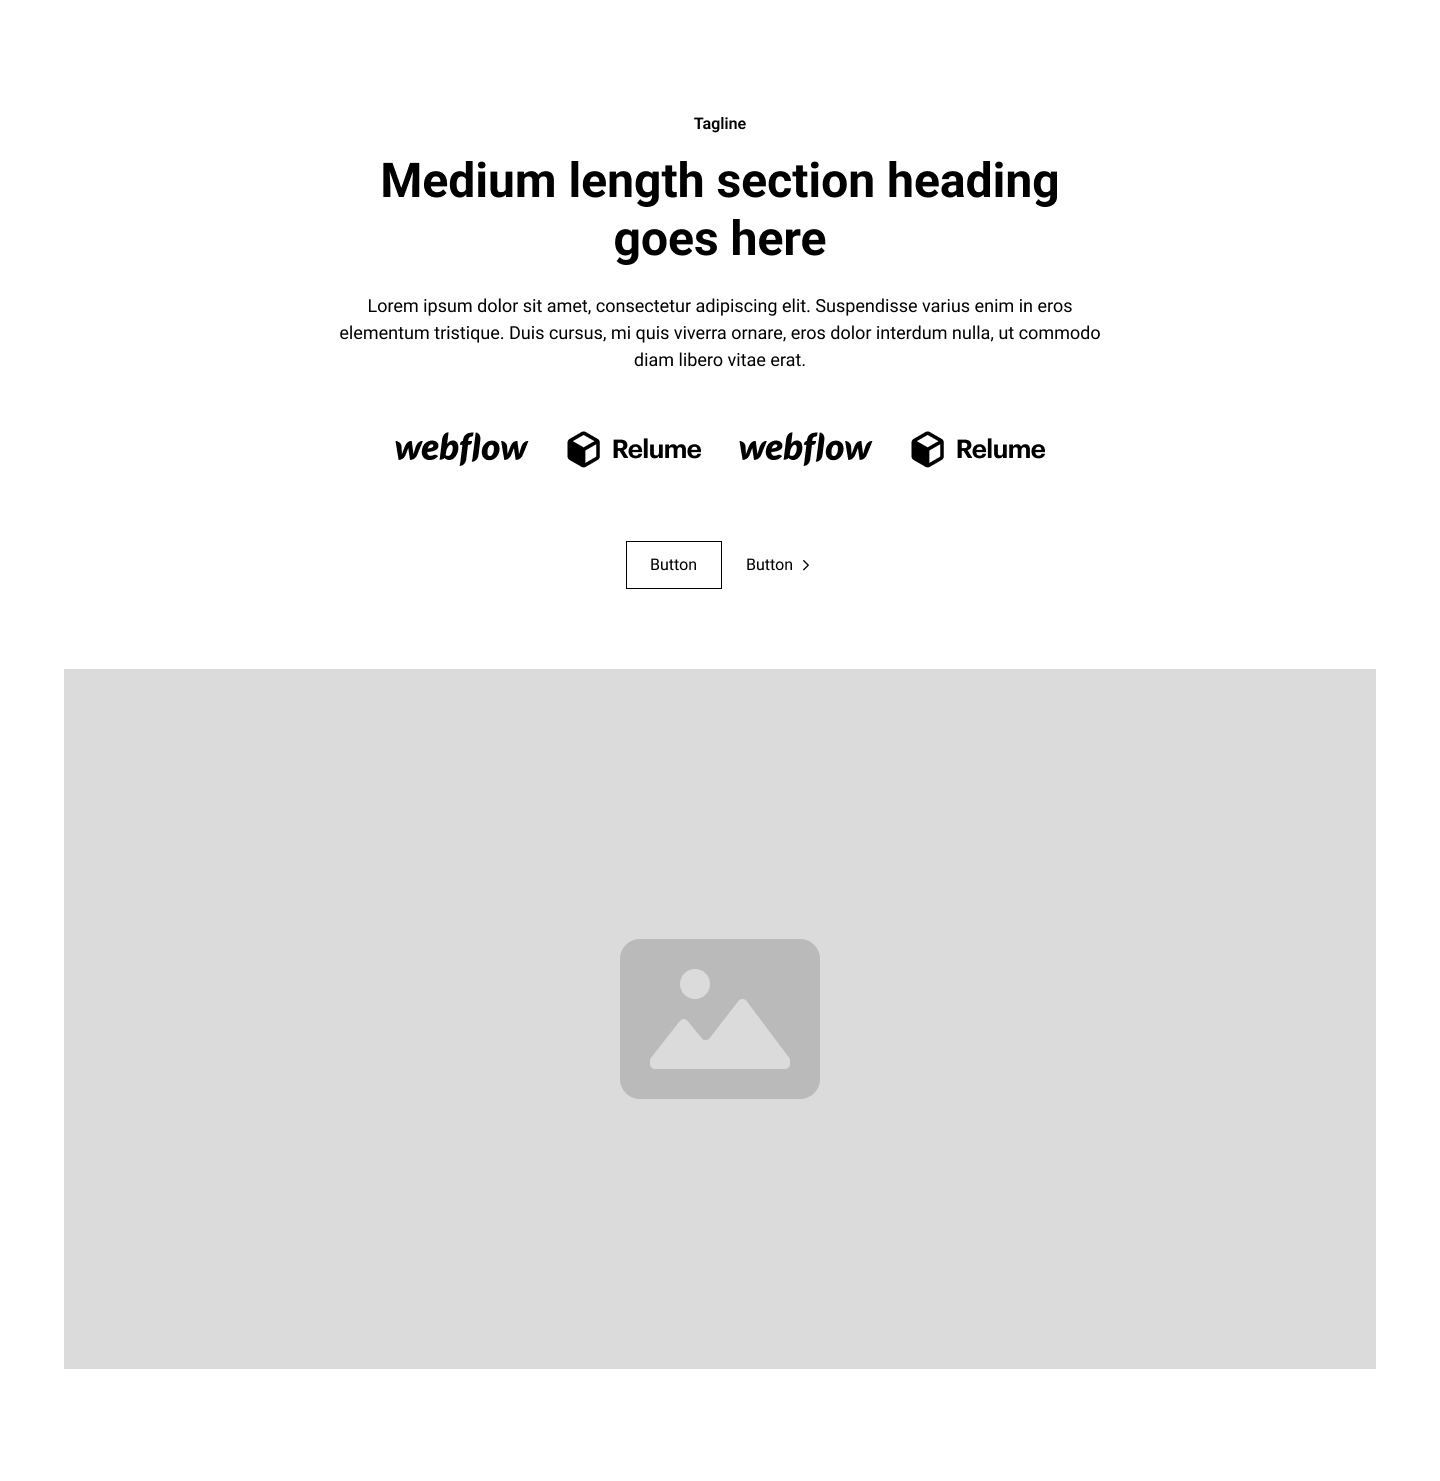 Tagline
Medium length section heading
goes here
Lorem ipsum dolor sit amet, consectetur adipiscing elit. Suspendisse varius enim in eros
elementum tristique. Duis cursus, mi quis viverra ornare, eros dolor interdum nulla, ut commodo
diam libero vitae erat.
webflow Relume webflow Relume
Button Button